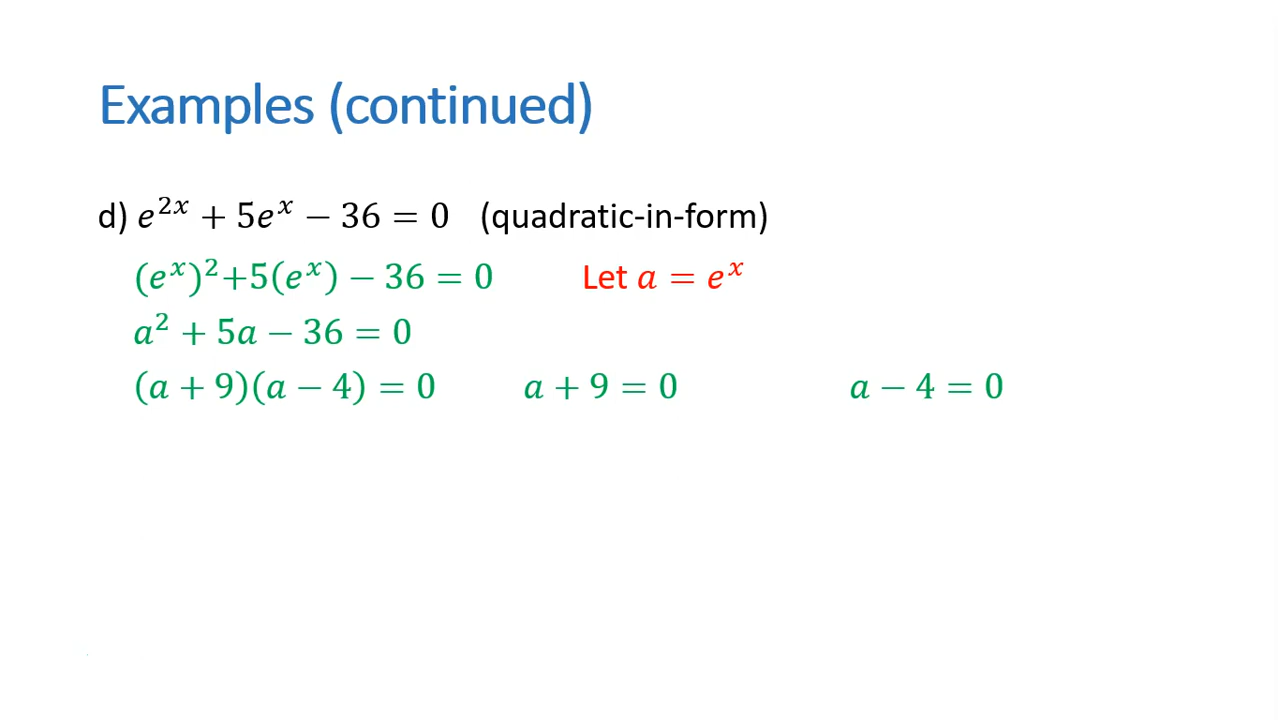 Examples (continued)
d) e^{2x} + 5e^x − 36 = 0 (quadratic-in-form)
(e^x)^2+5(e^x) − 36 = 0 Let a = e^x
a^2 + 5a − 36 = 0
(a + 9)(a − 4) = 0 a + 9 = 0 a − 4 = 0